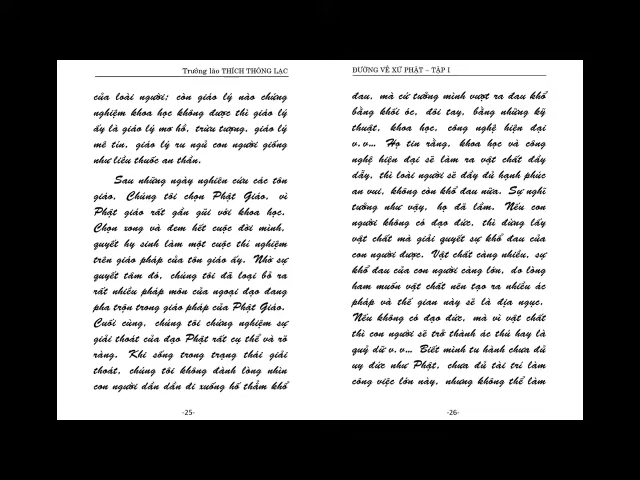 Trưởng lão THÍCH THÔNG LẠC
của loài người; còn giáo lý nào chứng
nghiệm khoa học không được thì giáo lý
ấy là giáo lý mơ hồ, trừu tượng, giáo lý
mê tín, giáo lý ru ngủ con người giống
như liều thuốc an thần.
Sau những ngày nghiên cứu các tôn
giáo. Chúng tôi chọn Phật Giáo, vì
Phật giáo rất gần gũi với khoa học.
Chọn xong và đem hết cuộc đời mình,
quyết hy sinh làm một cuộc thí nghiệm
trên giáo pháp của tôn giáo ấy. Nhờ sự
quyết tâm đó, chúng tôi đã loại bỏ ra
rất nhiều pháp môn của ngoại đạo đang
pha trộn trong giáo pháp của Phật Giáo.
Cuối cùng, chúng tôi chứng nghiệm sự
giải thoát của đạo Phật rất cụ thể và rõ
ràng. Khi sống trong trạng thái giải
thoát, chúng tôi không đành lòng nhìn
con người dần dần đi xuống hố thẳm khổ
-25-
ĐƯỜNG VỀ XỨ PHẬT – TẬP I
đau, mà cứ tưởng mình vượt ra đau khổ
bằng khối óc, đôi tay, bằng những kỹ
thuật, khoa học, công nghệ hiện đại
v.v... Họ tin rằng, khoa học và công
nghệ hiện đại sẽ làm ra vật chất đầy
đẫy, thì loài người sẽ đầy đủ hạnh phúc
an vui, không còn khổ đau nữa. Sự nghĩ
tưởng như vậy, họ đã lầm. Nếu con
người không có đạo đức, thì đừng lấy
vật chất mà giải quyết sự khổ đau của
con người được. Vật chất càng nhiều, sự
khổ đau của con người càng lớn, do lòng
ham muốn vật chất nên tạo ra nhiều ác
pháp và thế gian này sẽ là địa ngục.
Nếu không có đạo đức, mà vì vật chất
thì con người sẽ trở thành ác thú hay là
quỷ dữ v.v... Biết mình tu hành chưa đủ
uy đức như Phật, chưa đủ tài trí làm
công việc lớn này, nhưng không thể làm
-26-